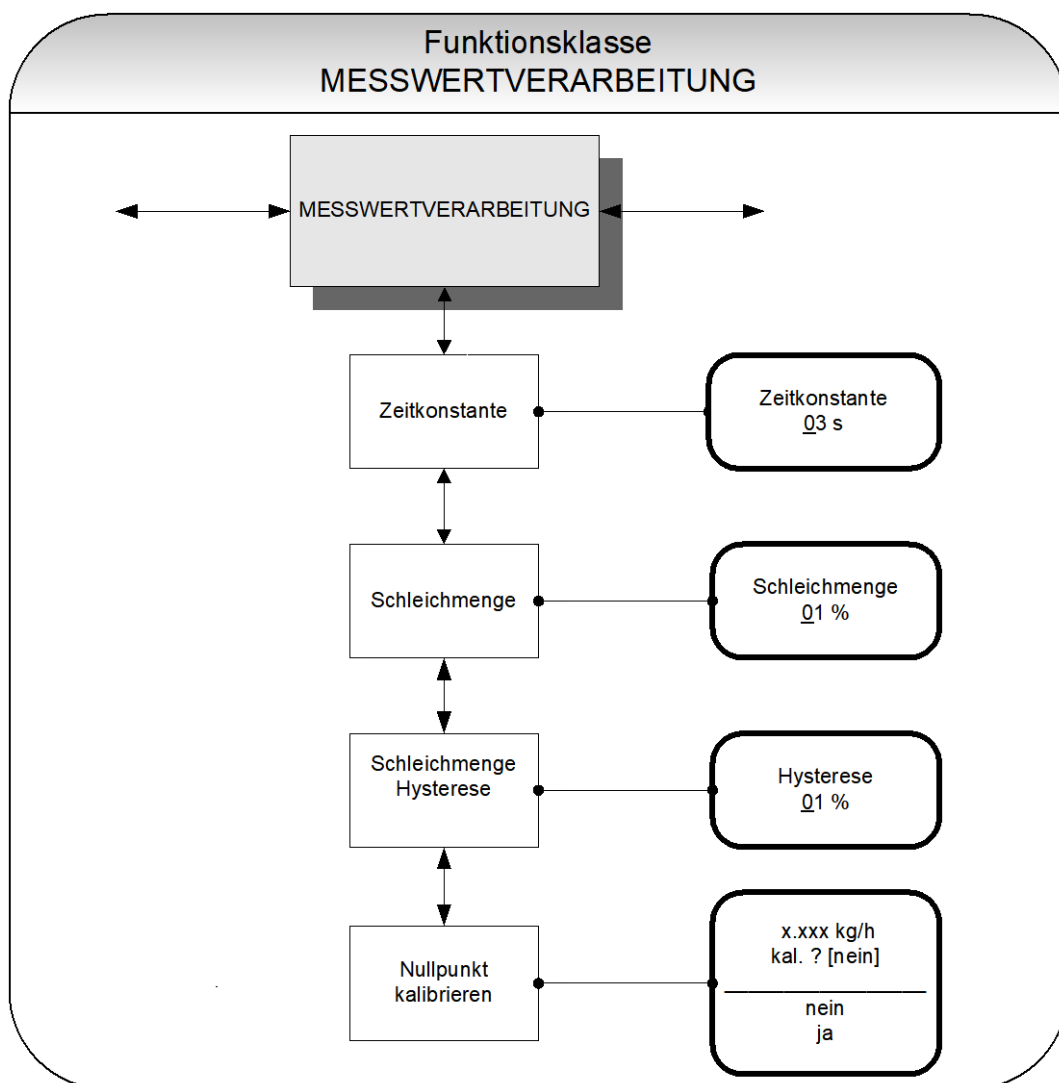 Funktionsklasse
MESSWERTVERARBEITUNG
MESSWERTVERARBEITUNG
Zeitkonstante
Zeitkonstante
03 s
Schleichmenge
Schleichmenge
01 %
Schleichmenge
Hysterese
Hysterese
01 %
Nullpunkt
kalibrieren
x.xxx kg/h
kal. ? [nein]
nein
ja